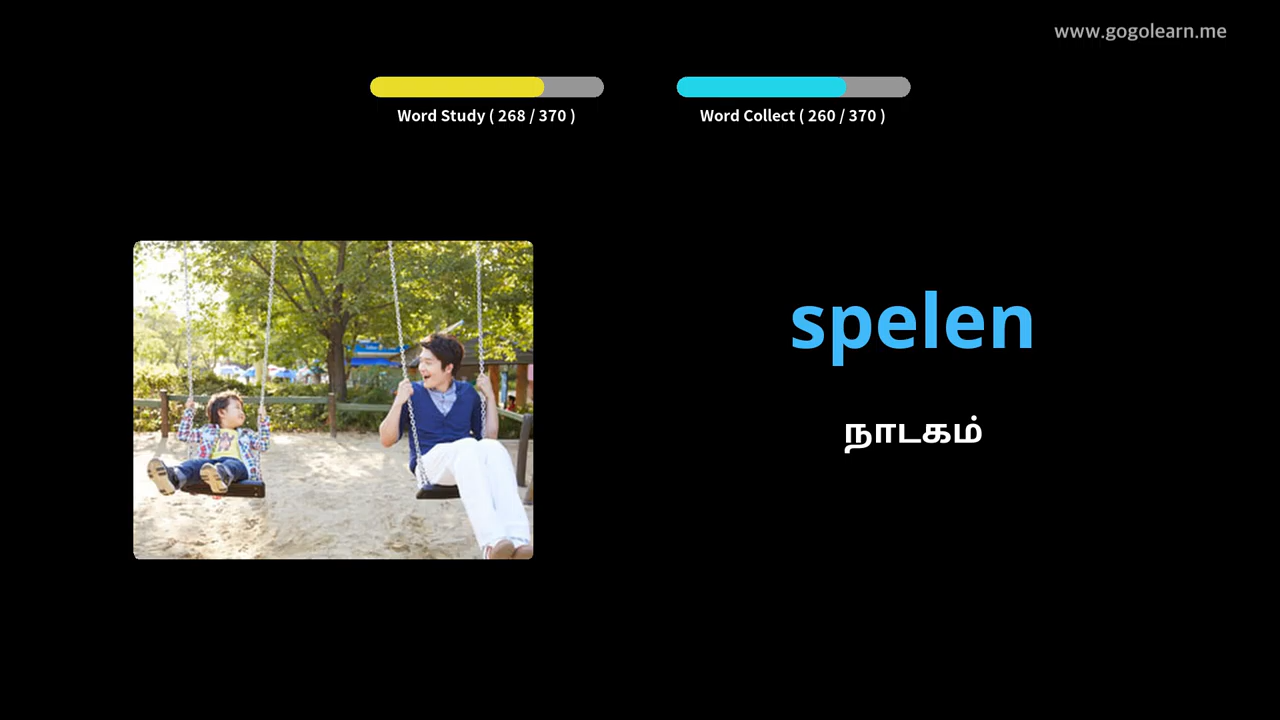 www.gogolearn.me
Word Study ( 268 / 370 )
Word Collect ( 260 / 370 )
spelen
நாடகம்